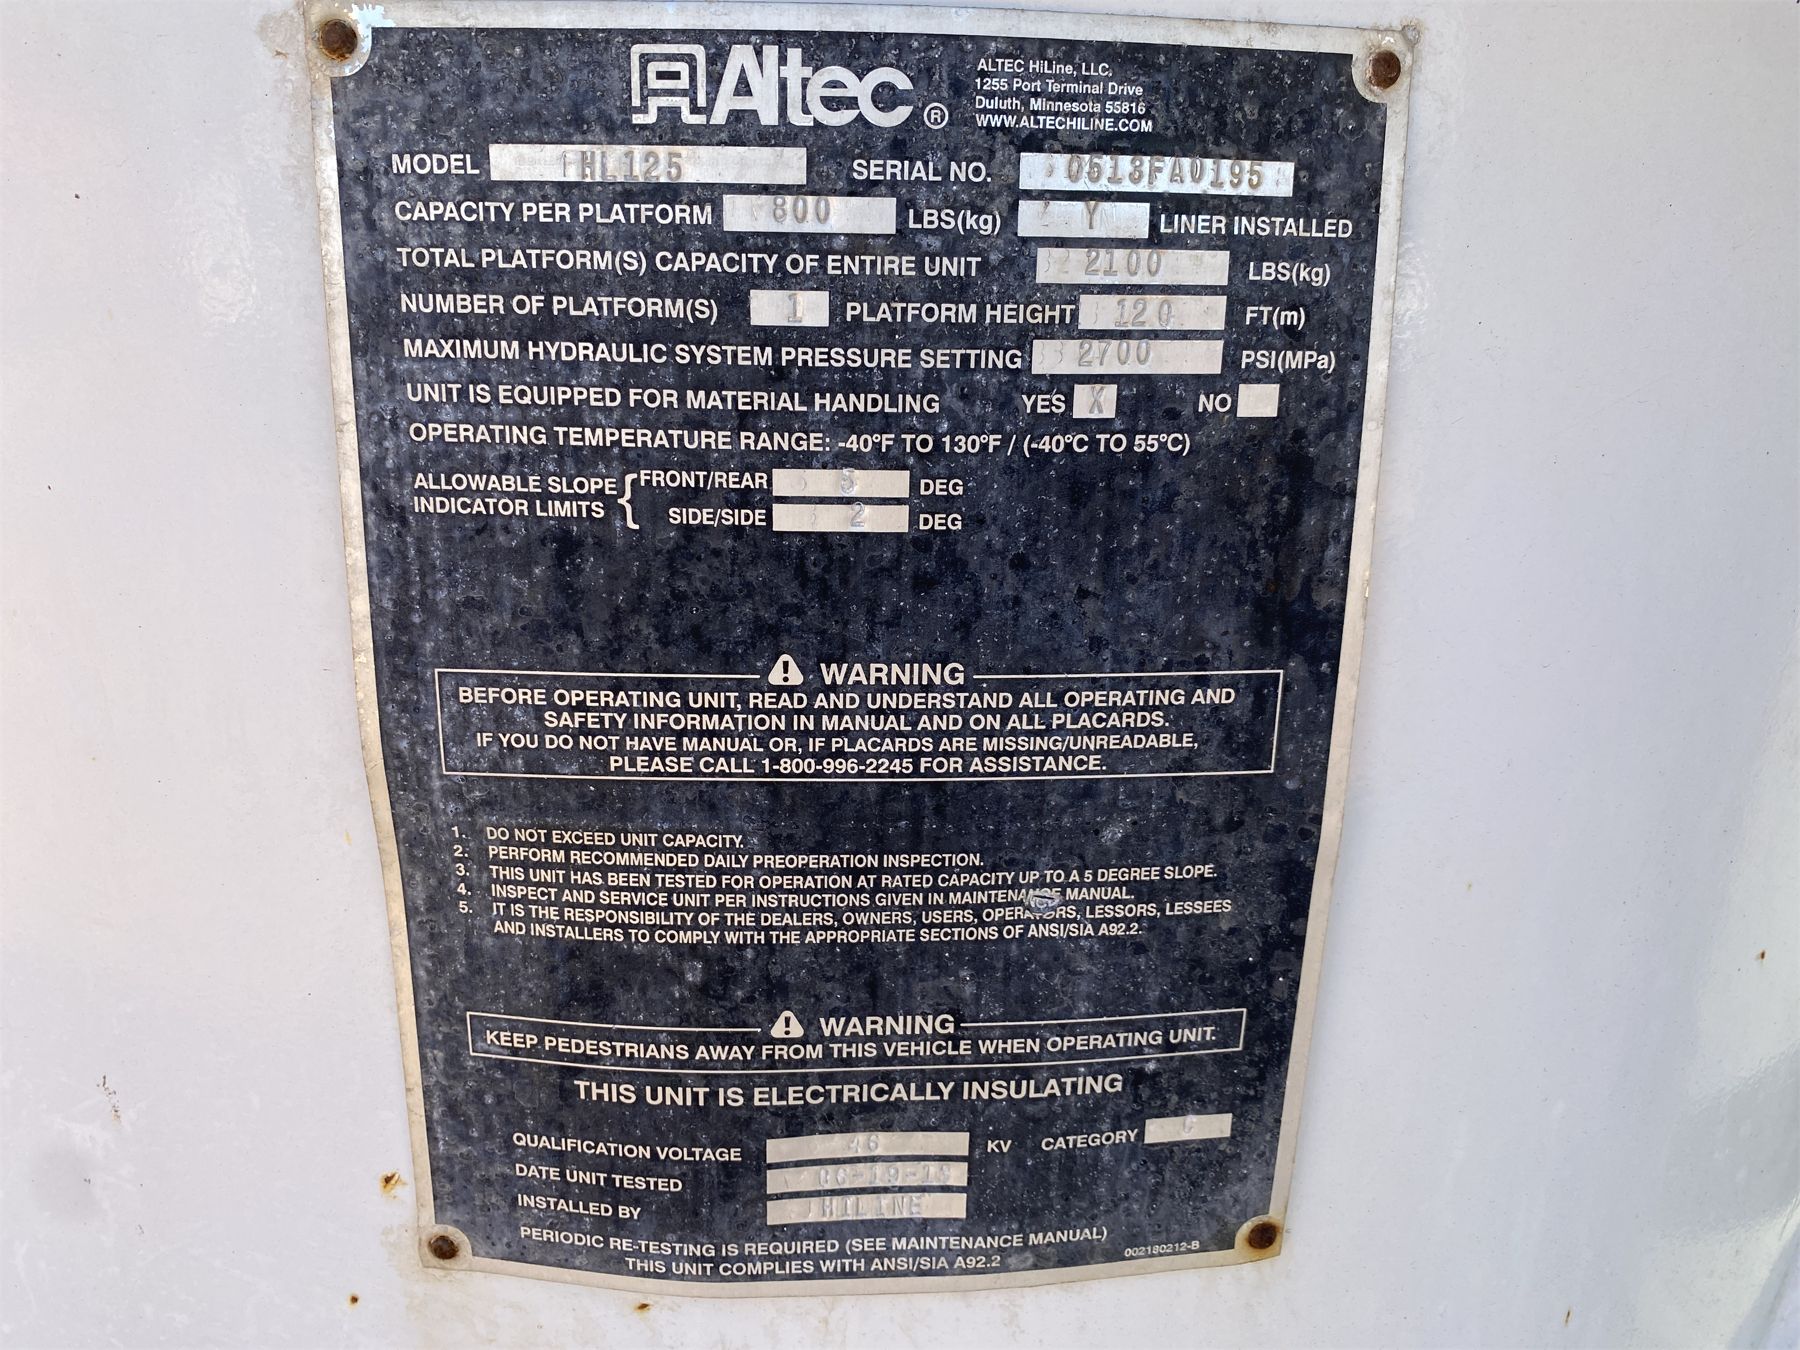 Altec ®
ALTEC HiLine, LLC.
1255 Port Terminal Drive
Duluth, Minnesota 55816
WWW.ALTECHILINE.COM
MODEL HL125 SERIAL NO. 0513FA0195
CAPACITY PER PLATFORM 800 LBS(kg) Y LINER INSTALLED
TOTAL PLATFORM(S) CAPACITY OF ENTIRE UNIT 2100 LBS(kg)
NUMBER OF PLATFORM(S) 1 PLATFORM HEIGHT 120 FT(m)
MAXIMUM HYDRAULIC SYSTEM PRESSURE SETTING 2700 PSI(MPa)
UNIT IS EQUIPPED FOR MATERIAL HANDLING YES X NO
OPERATING TEMPERATURE RANGE: -40°F TO 130°F / (-40°C TO 55°C)
ALLOWABLE SLOPE INDICATOR LIMITS { FRONT/REAR 5 DEG
SIDE/SIDE 2 DEG
WARNING
BEFORE OPERATING UNIT, READ AND UNDERSTAND ALL OPERATING AND
SAFETY INFORMATION IN MANUAL AND ON ALL PLACARDS.
IF YOU DO NOT HAVE MANUAL OR, IF PLACARDS ARE MISSING/UNREADABLE,
PLEASE CALL 1-800-996-2245 FOR ASSISTANCE.
1. DO NOT EXCEED UNIT CAPACITY.
2. PERFORM RECOMMENDED DAILY PREOPERATION INSPECTION.
3. THIS UNIT HAS BEEN TESTED FOR OPERATION AT RATED CAPACITY UP TO A 5 DEGREE SLOPE.
4. INSPECT AND SERVICE UNIT PER INSTRUCTIONS GIVEN IN MAINTENANCE MANUAL.
5. IT IS THE RESPONSIBILITY OF THE DEALERS, OWNERS, USERS, OPERATORS, LESSORS, LESSEES
AND INSTALLERS TO COMPLY WITH THE APPROPRIATE SECTIONS OF ANSI/SIA A92.2.
WARNING
KEEP PEDESTRIANS AWAY FROM THIS VEHICLE WHEN OPERATING UNIT.
THIS UNIT IS ELECTRICALLY INSULATING
QUALIFICATION VOLTAGE 46 KV CATEGORY C
DATE UNIT TESTED 06-19-13
INSTALLED BY HILINE
PERIODIC RE-TESTING IS REQUIRED (SEE MAINTENANCE MANUAL)
THIS UNIT COMPLIES WITH ANSI/SIA A92.2
002180212-B